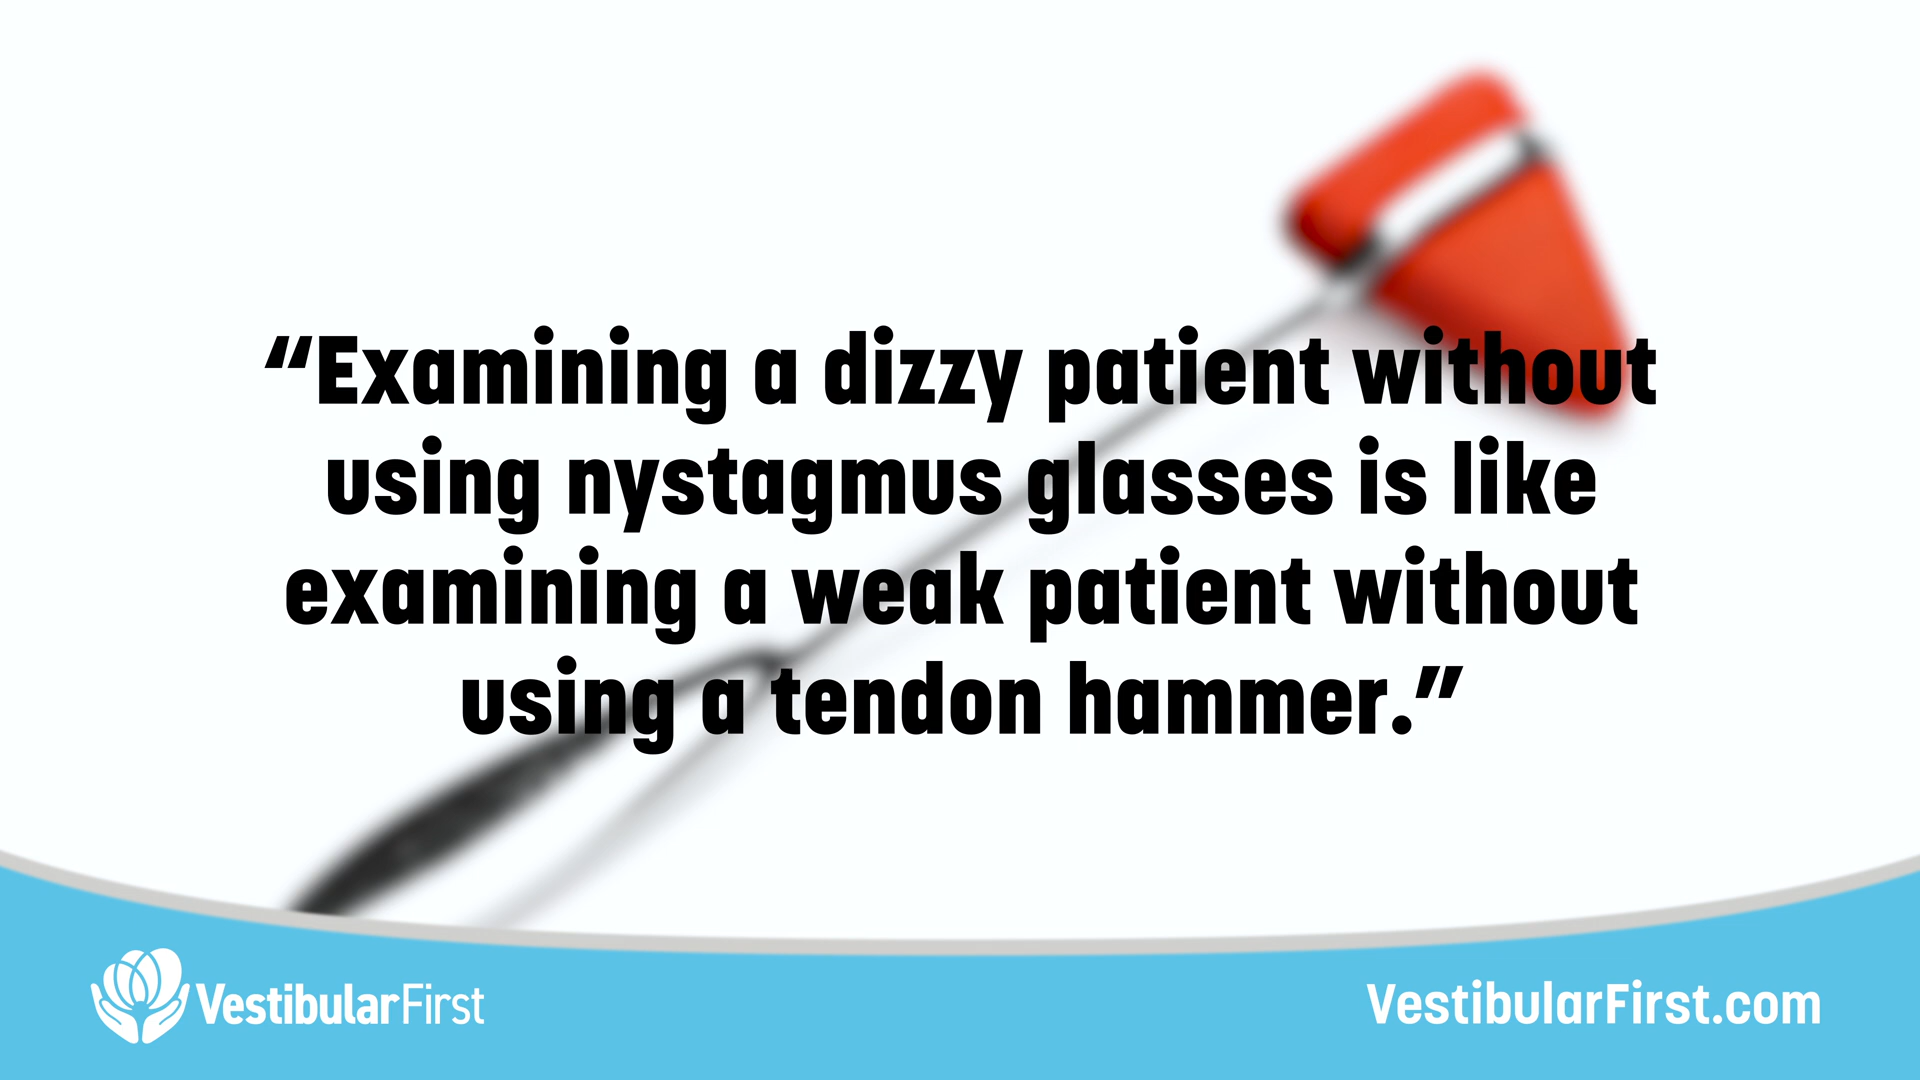 “Examining a dizzy patient without
using nystagmus glasses is like
examining a weak patient without
using a tendon hammer.”
VestibularFirst
VestibularFirst.com